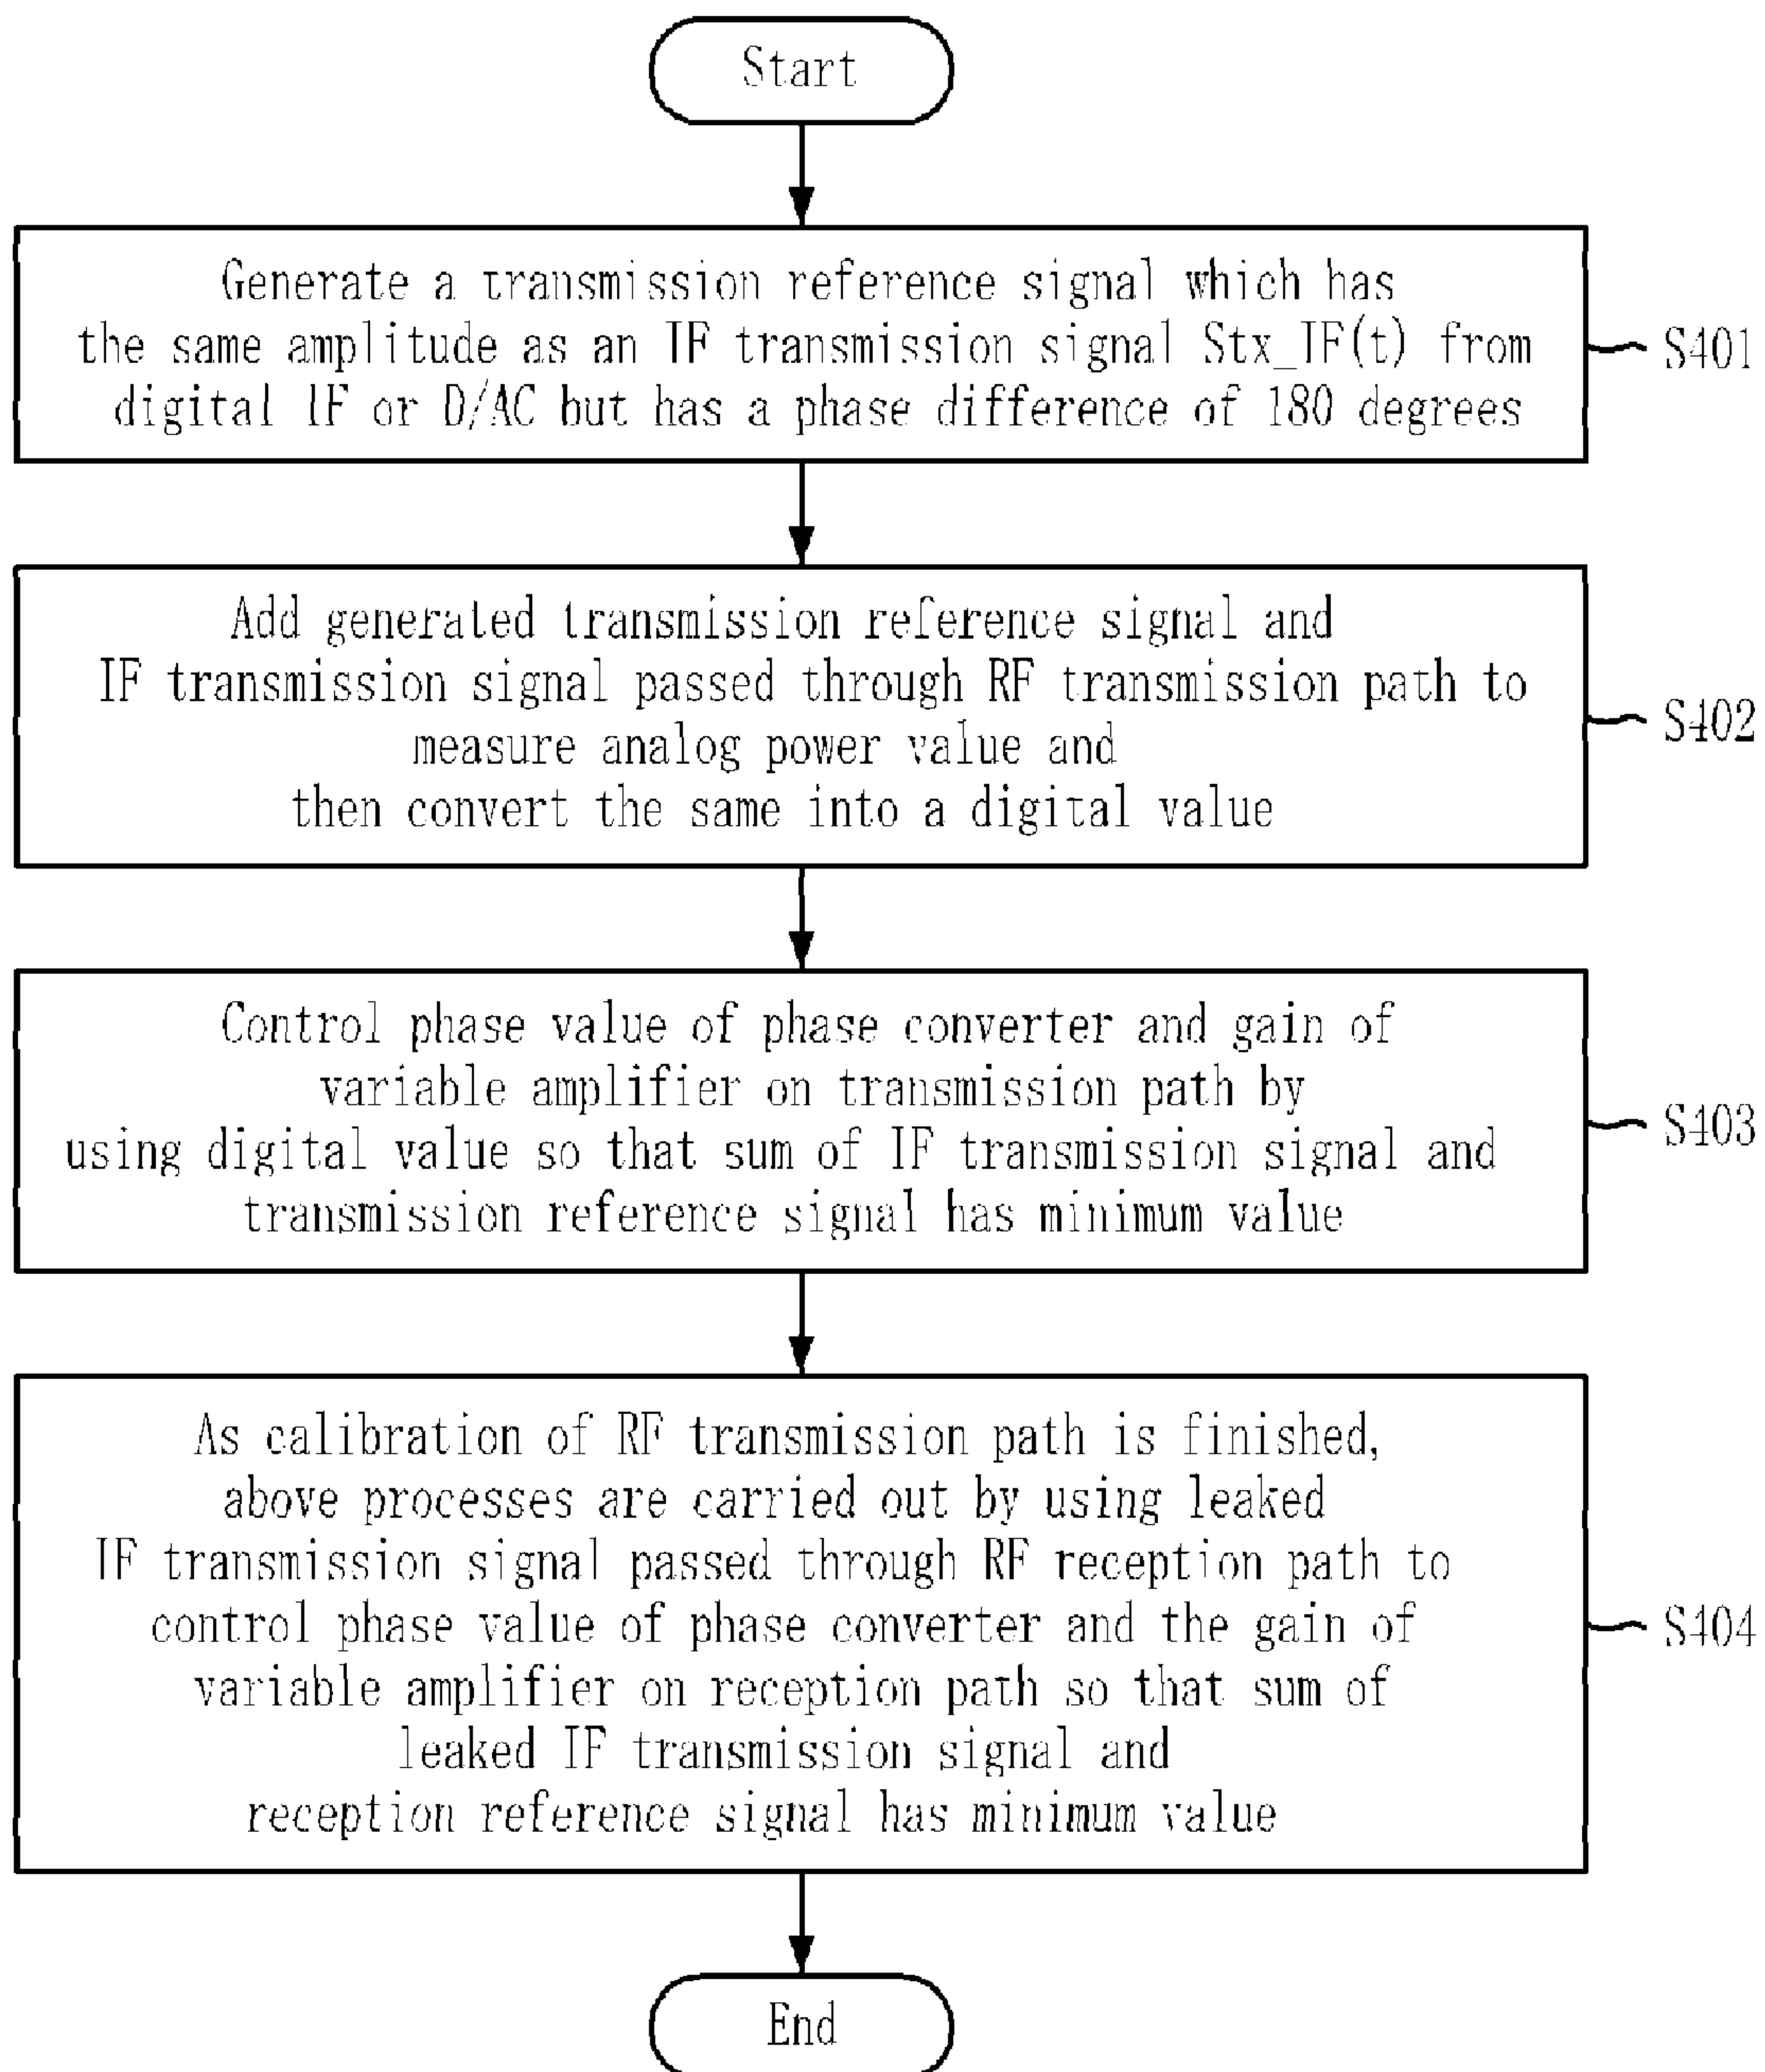 Start
Generate a transmission reference signal which has
the same amplitude as an IF transmission signal Stx_IF(t) from
digital IF or D/AC but has a phase difference of 180 degrees
S401
Add generated transmission reference signal and
IF transmission signal passed through RF transmission path to
measure analog power value and
then convert the same into a digital value
S402
Control phase value of phase converter and gain of
variable amplifier on transmission path by
using digital value so that sum of IF transmission signal and
transmission reference signal has minimum value
S403
As calibration of RF transmission path is finished,
above processes are carried out by using leaked
IF transmission signal passed through RF reception path to
control phase value of phase converter and the gain of
variable amplifier on reception path so that sum of
leaked IF transmission signal and
reception reference signal has minimum value
S404
End